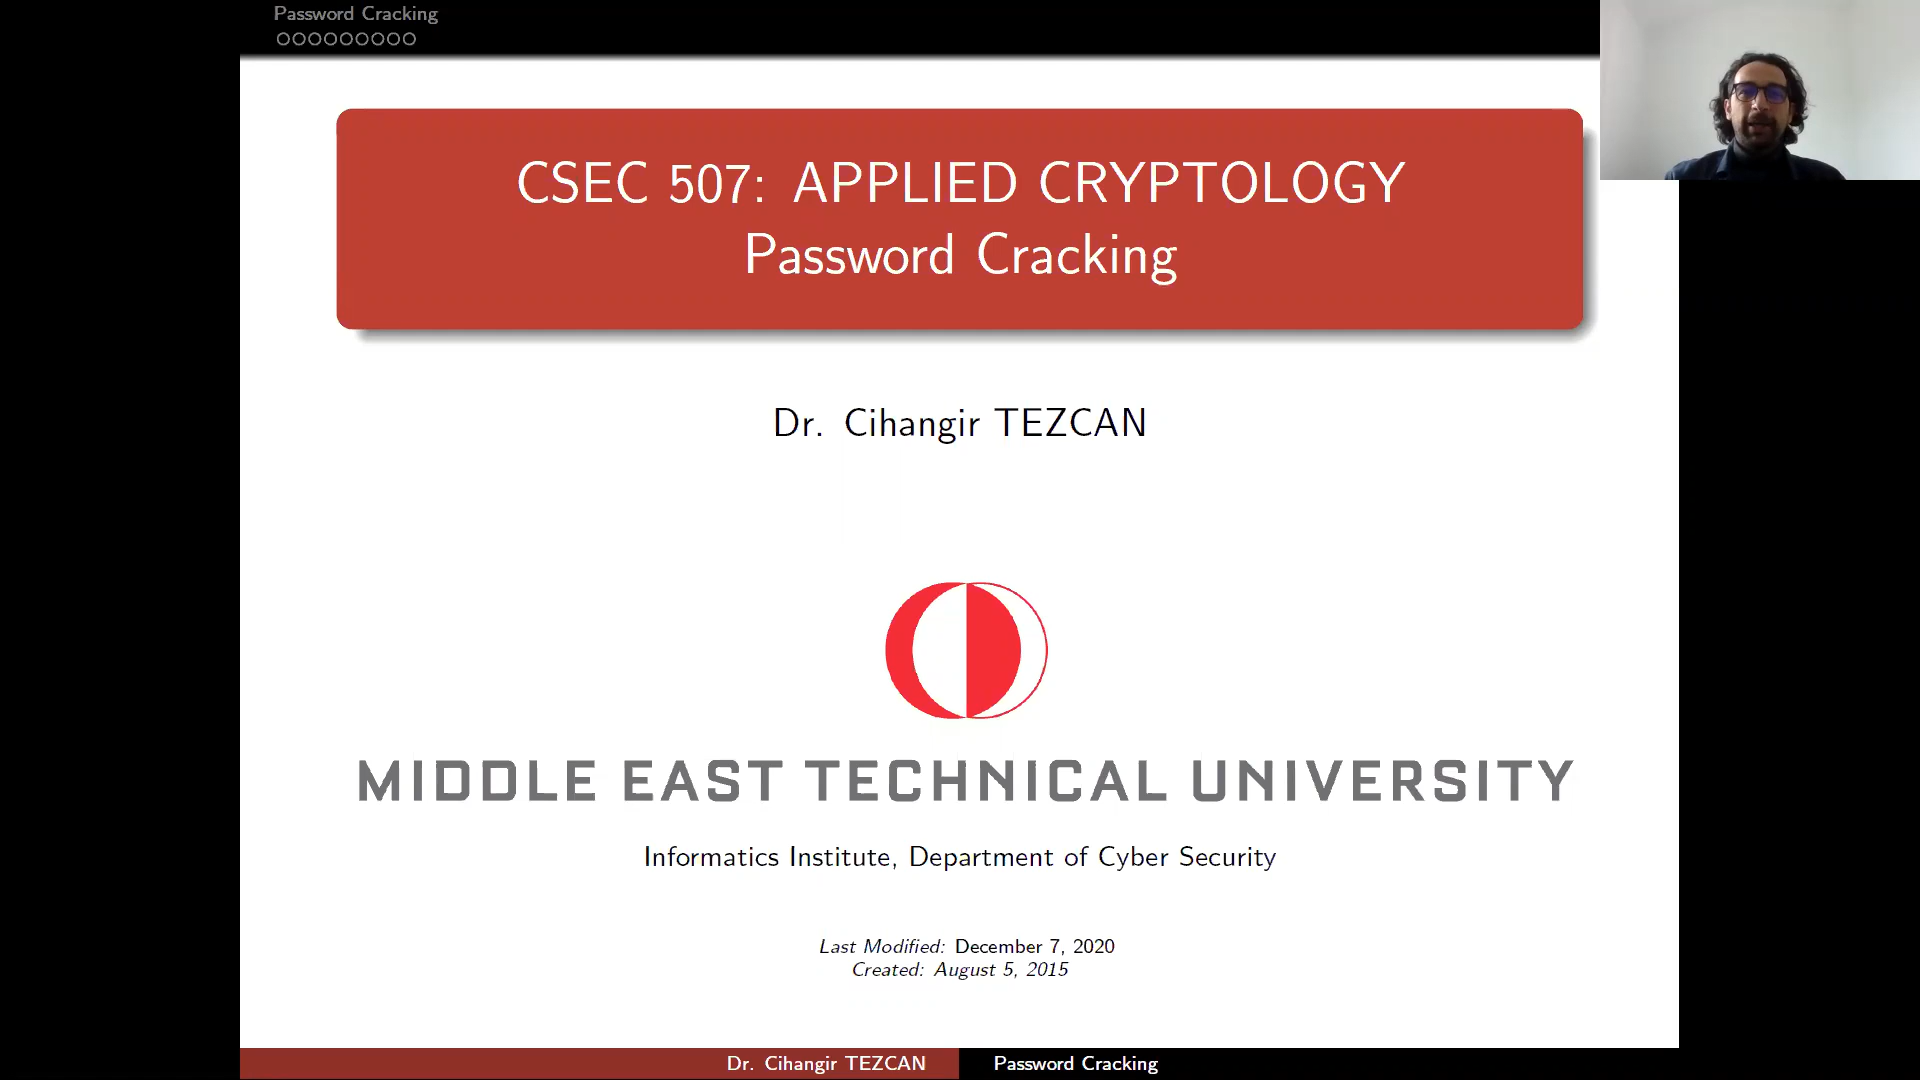 Password Cracking
CSEC 507: APPLIED CRYPTOLOGY
Password Cracking
Dr. Cihangir TEZCAN
MIDDLE EAST TECHNICAL UNIVERSITY
Informatics Institute, Department of Cyber Security
Last Modified: December 7, 2020
Created: August 5, 2015
Dr. Cihangir TEZCAN
Password Cracking